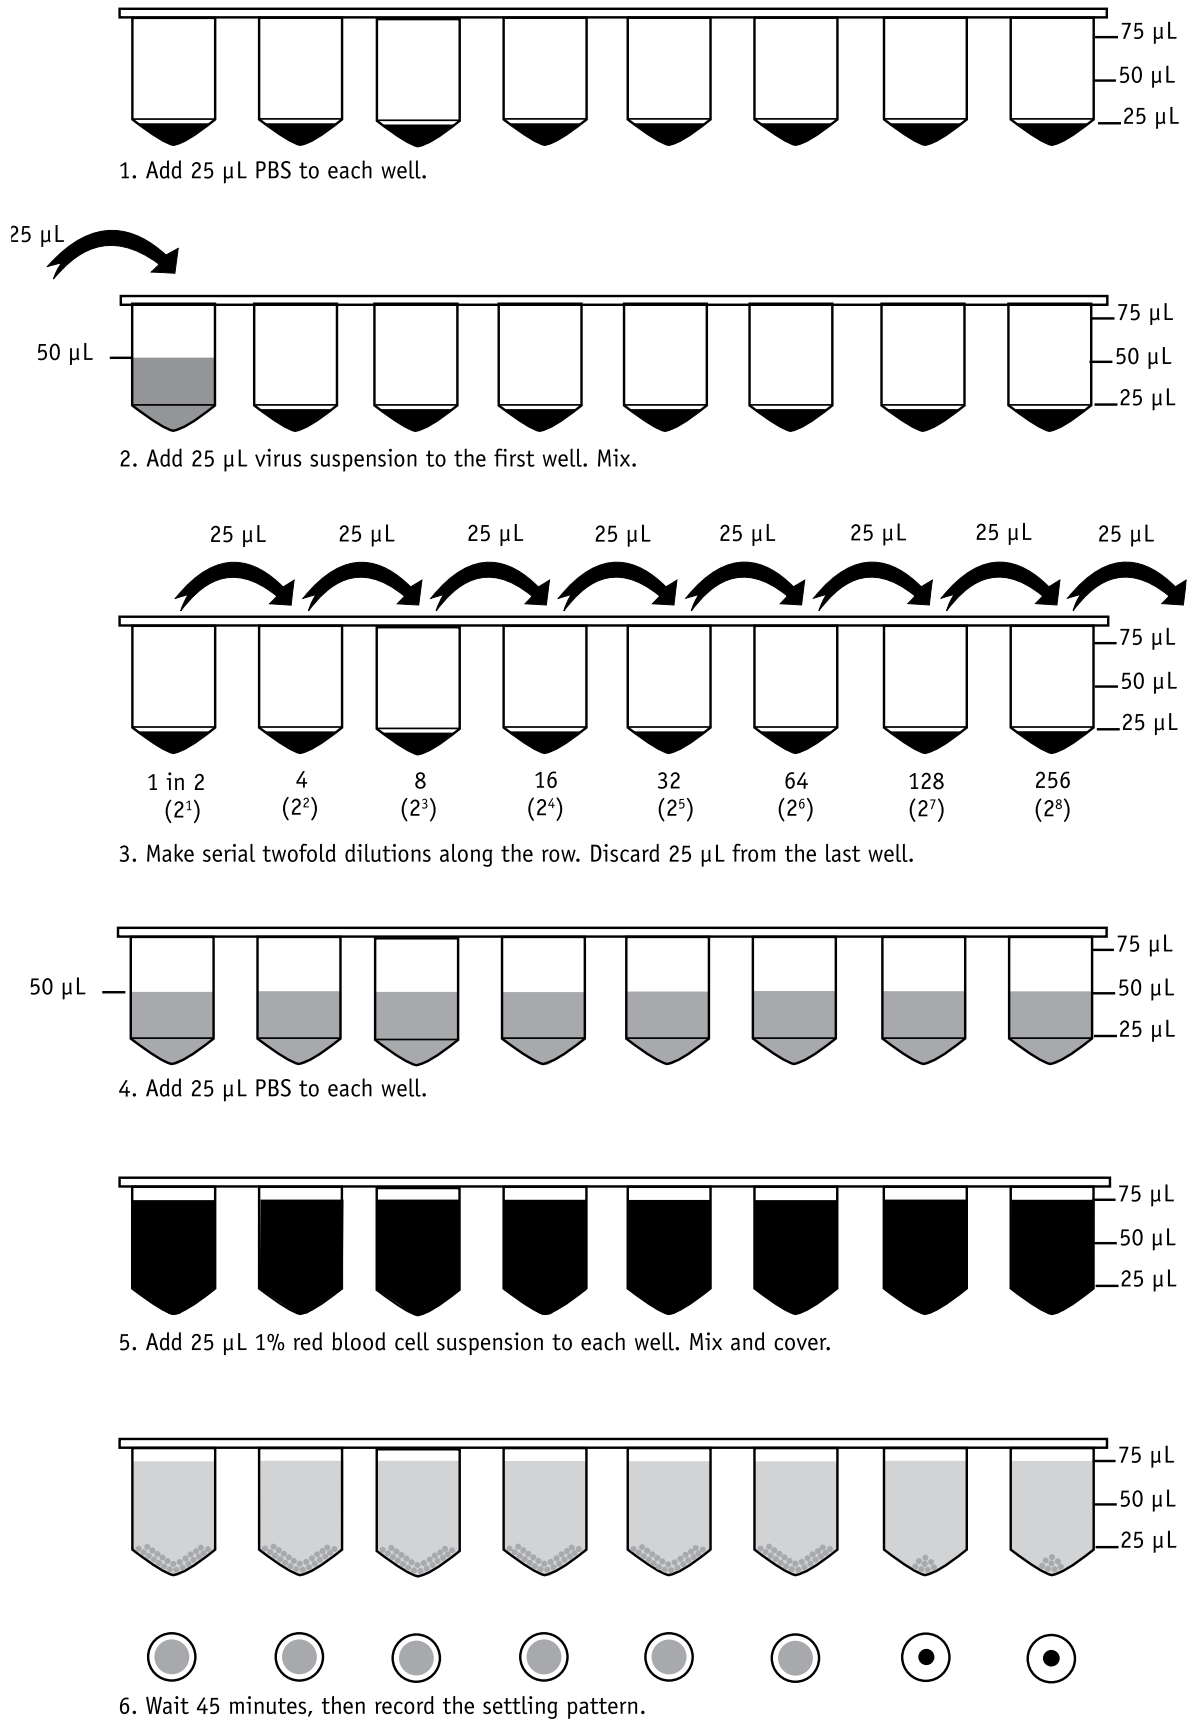 75 µL
50 µL
25 µL
1. Add 25 µL PBS to each well.
25 µL
75 µL
50 µL
50 µL
25 µL
2. Add 25 µL virus suspension to the first well. Mix.
25 µL 25 µL 25 µL 25 µL 25 µL 25 µL 25 µL 25 µL
75 µL
50 µL
25 µL
1 in 2 4 8 16 32 64 128 256
(2¹) (2²) (2³) (2⁴) (2⁵) (2⁶) (2⁷) (2⁸)
3. Make serial twofold dilutions along the row. Discard 25 µL from the last well.
75 µL
50 µL
50 µL
25 µL
4. Add 25 µL PBS to each well.
75 µL
50 µL
25 µL
5. Add 25 µL 1% red blood cell suspension to each well. Mix and cover.
75 µL
50 µL
25 µL
6. Wait 45 minutes, then record the settling pattern.